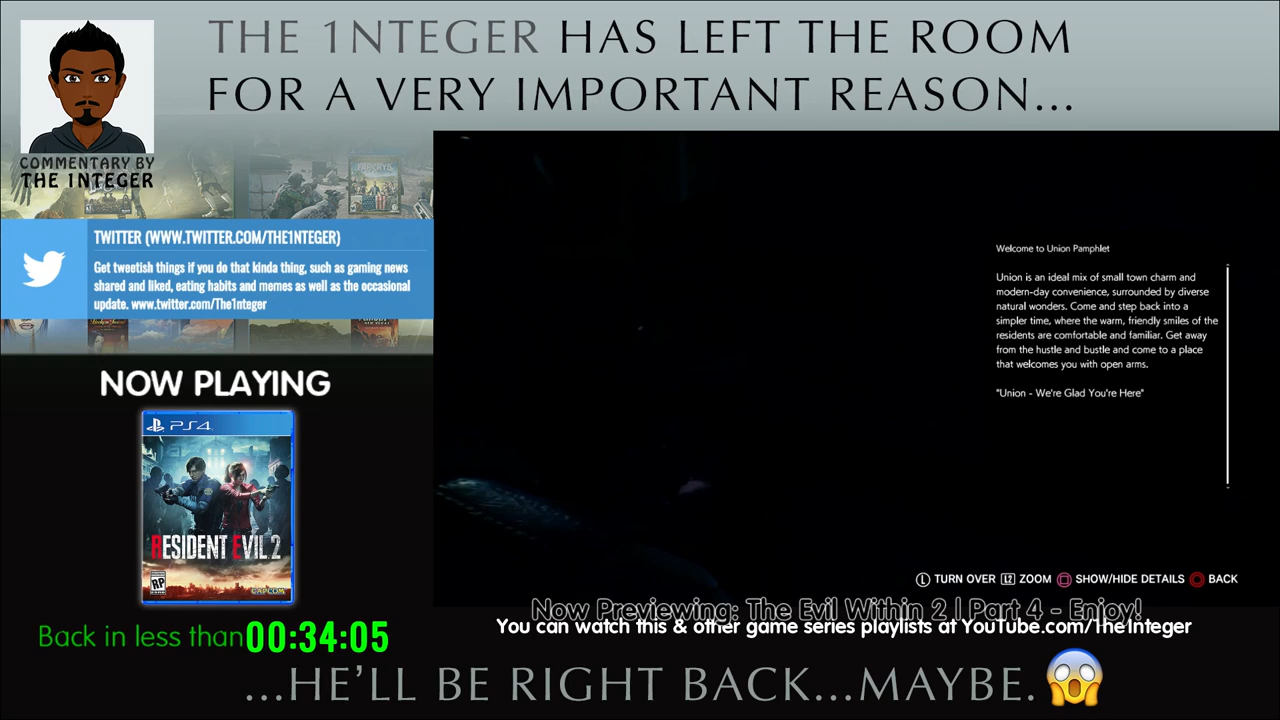 THE 1NTEGER HAS LEFT THE ROOM
FOR A VERY IMPORTANT REASON...
COMMENTARY BY
THE 1NTEGER
FARCRY5
TWITTER (WWW.TWITTER.COM/THE1NTEGER)
Get tweetish things if you do that kinda thing, such as gaming news
shared and liked, eating habits and memes as well as the occasional
update. www.twitter.com/The1nteger
NOW PLAYING
PS4
RESIDENT EVIL 2
RP
CAPCOM
Back in less than 00:34:05
Welcome to Union Pamphlet
Union is an ideal mix of small town charm and
modern-day convenience, surrounded by diverse
natural wonders. Come and step back into a
simpler time, where the warm, friendly smiles of the
residents are comfortable and familiar. Get away
from the hustle and bustle and come to a place
that welcomes you with open arms.
"Union - We're Glad You're Here"
L TURN OVER L2 ZOOM SHOW/HIDE DETAILS BACK
Now Previewing: The Evil Within 2 | Part 4 - Enjoy!
You can watch this & other game series playlists at YouTube.com/The1nteger
...HE'LL BE RIGHT BACK...MAYBE.